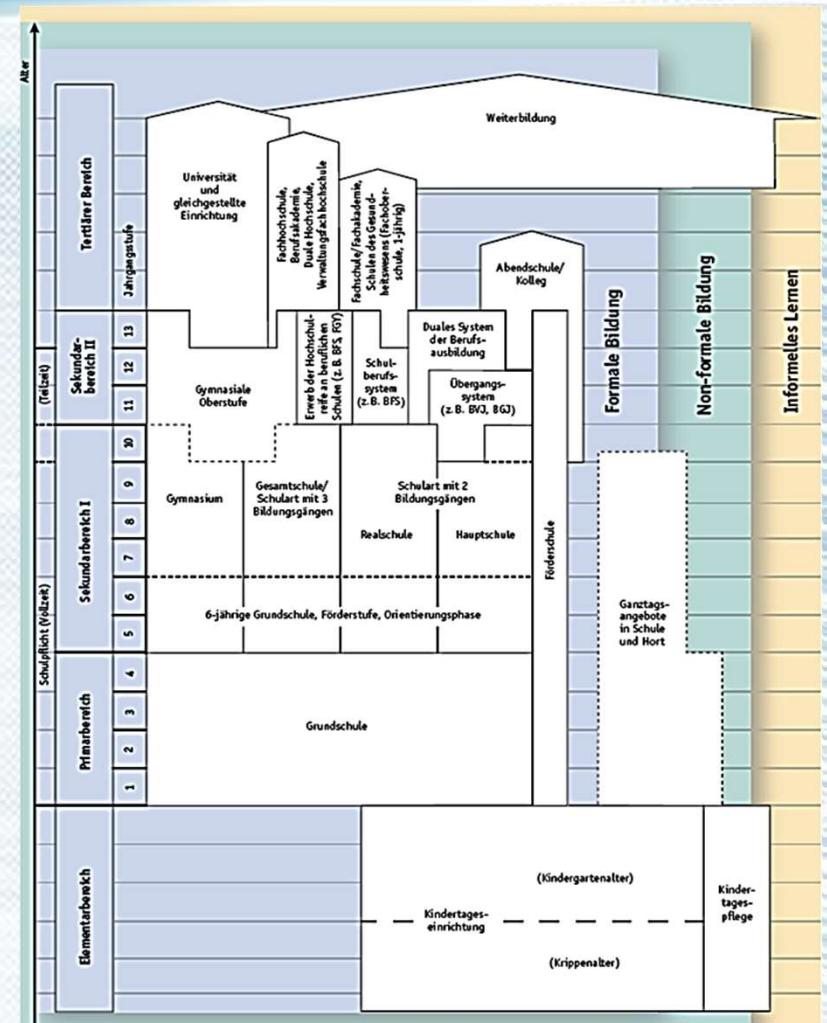 Alter
Weiterbildung
Tertiärer Bereich
Jahrgangsstufe
Universität
und
gleichgestellte
Einrichtung
Fachhochschule,
Berufsakademie,
Duale Hochschule,
Verwaltungsfachhochschule
Fachschule/Fachakademie,
Schulen des Gesund-
heitswesens (Fachober-
schule, 1-jährig)
Abendschule/
Kolleg
Formale Bildung
Non-formale Bildung
Informelles Lernen
(Teilzeit)
Sekundar-
bereich II
13
12
11
Gymnasiale
Oberstufe
Erwerb der Hochschul-
reife an beruflichen
Schulen (z. B. BFS, FGY)
Schul-
berufs-
system
(z. B. BFS)
Duales System
der Berufs-
ausbildung
Übergangs-
system
(z. B. BVJ, BGJ)
Schulpflicht (Vollzeit)
Sekundarbereich I
10
9
8
7
6
5
Gymnasium
Gesamtschule/
Schulart mit 3
Bildungsgängen
Schulart mit 2
Bildungsgängen
Realschule
Hauptschule
Förderschule
6-jährige Grundschule, Förderstufe, Orientierungsphase
Ganztags-
angebote
in Schule
und Hort
Primarbereich
4
3
2
1
Grundschule
Elementarbereich
Kindertages-
einrichtung
(Kindergartenalter)
(Krippenalter)
Kinder-
tages-
pflege